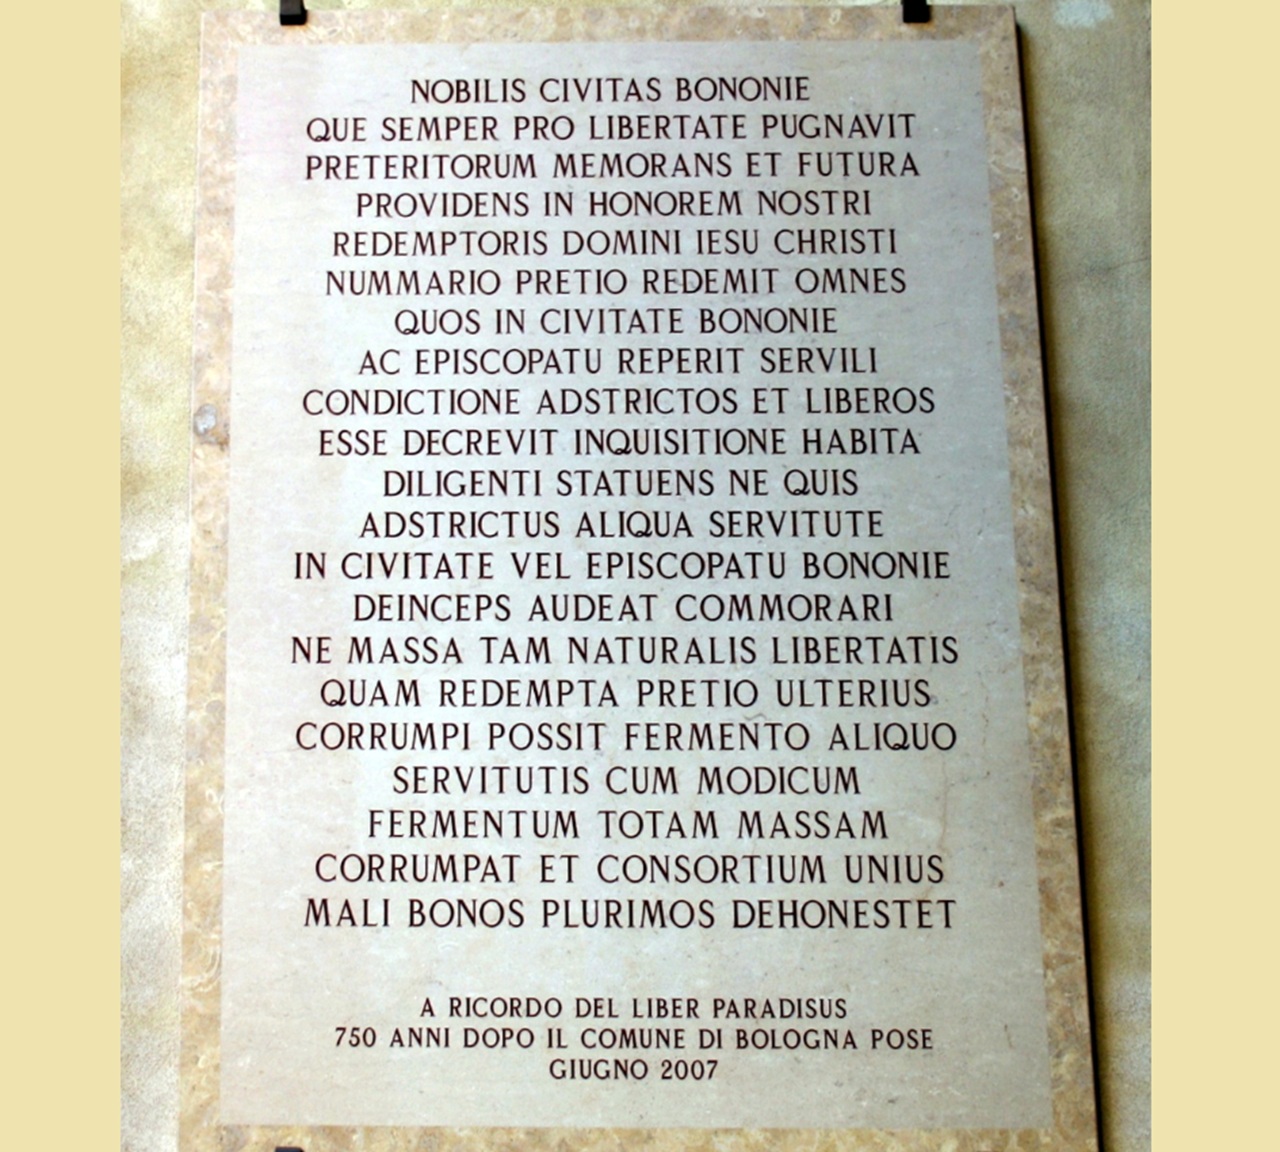 NOBILIS CIVITAS BONONIE
QUE SEMPER PRO LIBERTATE PUGNAVIT
PRETERITORUM MEMORANS ET FUTURA
PROVIDENS IN HONOREM NOSTRI
REDEMPTORIS DOMINI IESU CHRISTI
NUMMARIO PRETIO REDEMIT OMNES
QUOS IN CIVITATE BONONIE
AC EPISCOPATU REPERIT SERVILI
CONDICTIONE ADSTRICTOS ET LIBEROS
ESSE DECREVIT INQUISITIONE HABITA
DILIGENTI STATUENS NE QUIS
ADSTRICTUS ALIQUA SERVITUTE
IN CIVITATE VEL EPISCOPATU BONONIE
DEINCEPS AUDEAT COMMORARI
NE MASSA TAM NATURALIS LIBERTATIS
QUAM REDEMPTA PRETIO ULTERIUS
CORRUMPI POSSIT FERMENTO ALIQUO
SERVITUTIS CUM MODICUM
FERMENTUM TOTAM MASSAM
CORRUMPAT ET CONSORTIUM UNIUS
MALI BONOS PLURIMOS DEHONESTET
A RICORDO DEL LIBER PARADISUS
750 ANNI DOPO IL COMUNE DI BOLOGNA POSE
GIUGNO 2007